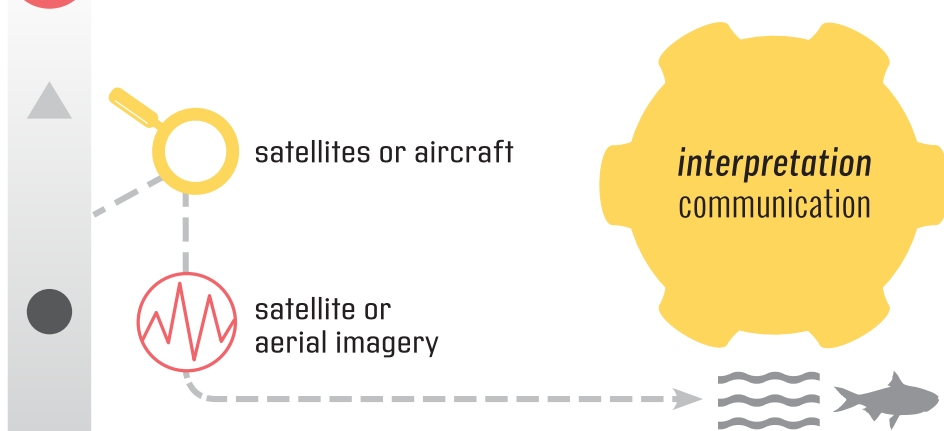 satellites or aircraft
interpretation
communication
satellite or
aerial imagery